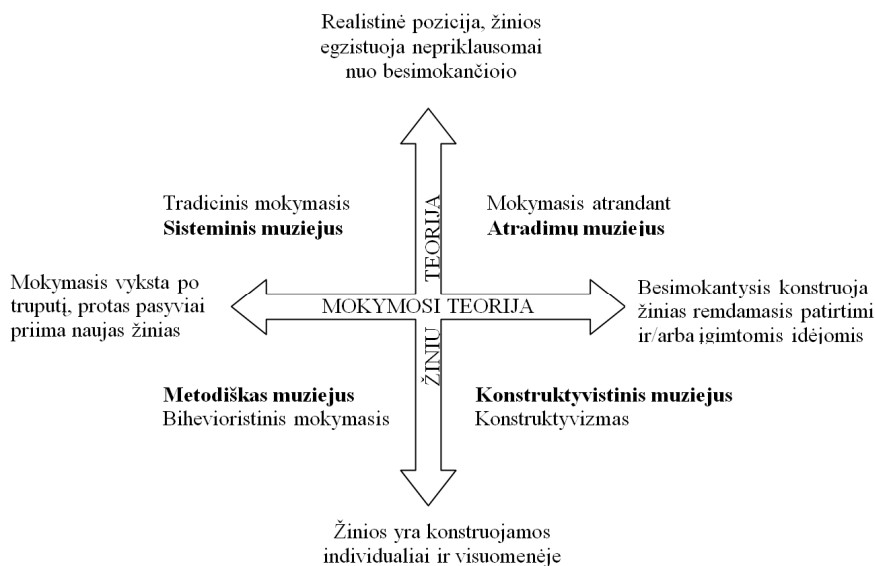 Realistinė pozicija, žinios
egzistuoja nepriklausomai
nuo besimokančiojo
Tradicinis mokymasis
Sisteminis muziejus
Mokymasis atrandant
Atradimu muziejus
Mokymasis vyksta po
truputį, protas pasyviai
priima naujas žinias
MOKYMOSI TEORIJA
ŽINIU TEORIJA
Besimokantysis konstruoja
žinias remdamasis patirtimi
ir/arba įgimtomis idėjomis
Metodiškas muziejus
Bihevioristinis mokymasis
Konstruktyvistinis muziejus
Konstruktyvizmas
Žinios yra konstruojamos
individualiai ir visuomenėje